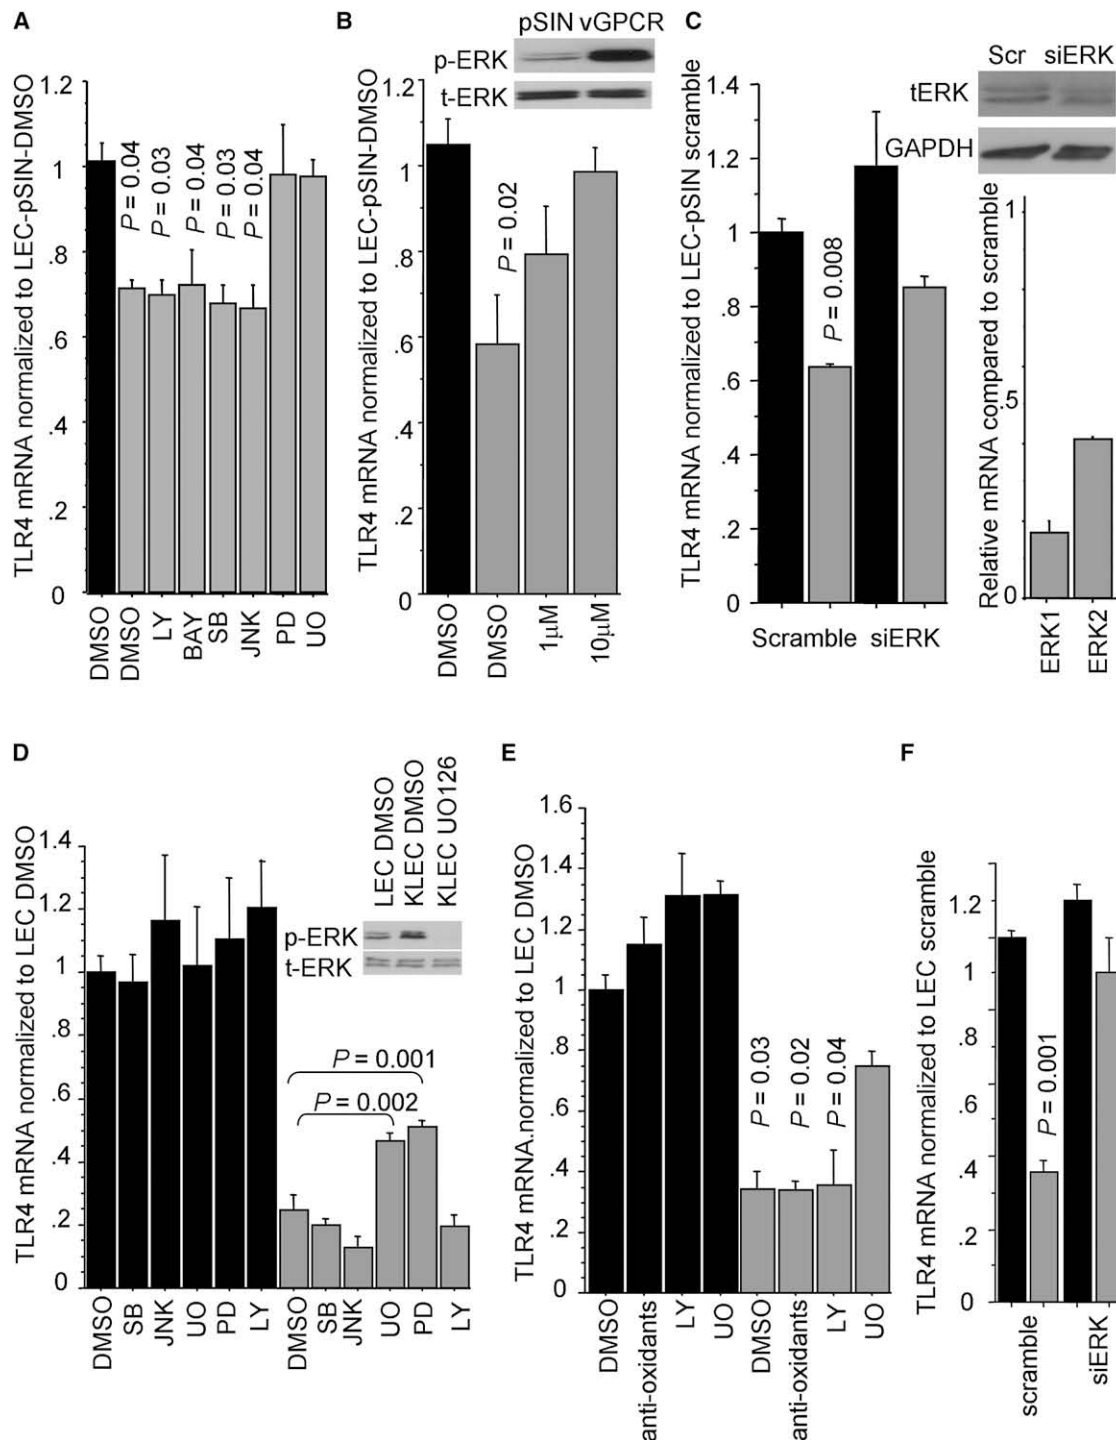 A
TLR4 mRNA normalized to LEC-pSIN-DMSO
1.2
1
.8
.6
.4
.2
0
P = 0.04
P = 0.03
P = 0.04
P = 0.03
P = 0.04
DMSO
DMSO
LY
BAY
SB
JNK
PD
UO
B
pSIN vGPCR
p-ERK
t-ERK
TLR4 mRNA normalized to LEC-pSIN-DMSO
1.2
1
.8
.6
.4
.2
0
P = 0.02
DMSO
DMSO
1μM
10μM
C
Scr siERK
tERK
GAPDH
TLR4 mRNA normalized to LEC-pSIN scramble
1.4
1.2
1
0.8
.6
.4
.2
0
P = 0.008
Scramble siERK
Relative mRNA compared to scramble
1
.5
0
ERK1
ERK2
D
LEC DMSO
KLEC DMSO
KLEC UO126
p-ERK
t-ERK
TLR4 mRNA normalized to LEC DMSO
1.4
1.2
1
.8
.6
.4
.2
0
P = 0.001
P = 0.002
DMSO
SB
JNK
UO
PD
LY
DMSO
SB
JNK
UO
PD
LY
E
TLR4 mRNA.normalized to LEC DMSO
1.6
1.4
1.2
1
.8
.6
.4
.2
0
P = 0.03
P = 0.02
P = 0.04
DMSO
anti-oxidants
LY
UO
DMSO
anti-oxidants
LY
UO
F
TLR4 mRNA normalized to LEC scramble
1.2
1
.8
.6
.4
.2
0
P = 0.001
scramble
siERK